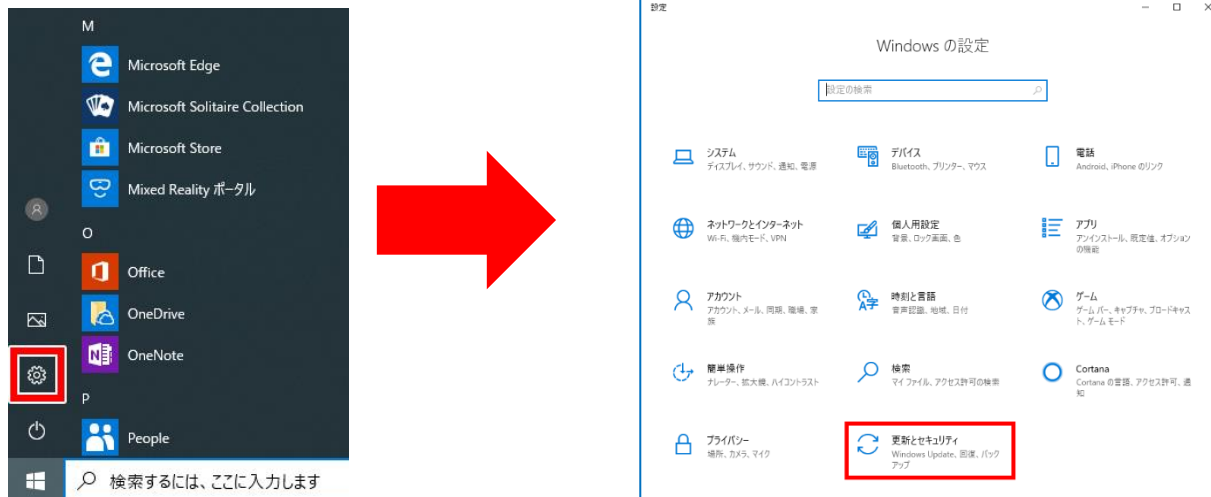 M
Microsoft Edge
Microsoft Solitaire Collection
Microsoft Store
Mixed Reality ポータル
O
Office
OneDrive
OneNote
P
People
検索するには、ここに入力します
設定
Windows の設定
設定の検索
システム
ディスプレイ、サウンド、通知、電源
デバイス
Bluetooth、プリンター、マウス
電話
Android、iPhone のリンク
ネットワークとインターネット
Wi-Fi、機内モード、VPN
個人用設定
背景、ロック画面、色
アプリ
アンインストール、既定値、オプション
の機能
アカウント
アカウント、メール、同期、職場、家
族
時刻と言語
音声認識、地域、日付
ゲーム
ゲーム バー、キャプチャ、ブロードキャス
ト、ゲーム モード
簡単操作
ナレーター、拡大鏡、ハイコントラスト
検索
マイ ファイル、アクセス許可の検索
Cortana
Cortana の言語、アクセス許可、通
知
プライバシー
場所、カメラ、マイク
更新とセキュリティ
Windows Update、回復、バック
アップ